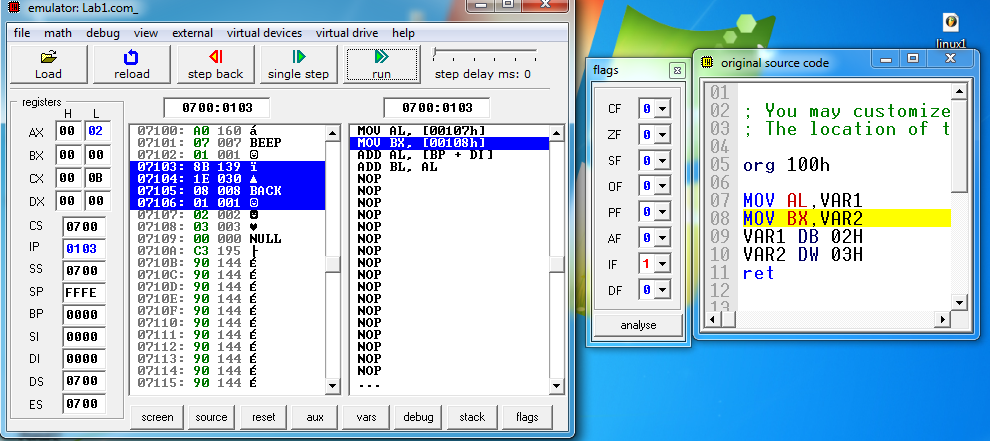 emulator: Lab1.com_
file math debug view external virtual devices virtual drive help
Load reload step back single step run step delay ms: 0
registers
H L
AX 00 02
BX 00 00
CX 00 0B
DX 00 00
CS 0700
IP 0103
SS 0700
SP FFFE
BP 0000
SI 0000
DI 0000
DS 0700
ES 0700
0700:0103
07100: A0 160 á
07101: 07 007 BEEP
07102: 01 001 ☺
07103: 8B 139 ï
07104: 1E 030 ▲
07105: 08 008 BACK
07106: 01 001 ☺
07107: 02 002 ☻
07108: 03 003 ♥
07109: 00 000 NULL
0710A: C3 195 ├
0710B: 90 144 É
0710C: 90 144 É
0710D: 90 144 É
0710E: 90 144 É
0710F: 90 144 É
07110: 90 144 É
07111: 90 144 É
07112: 90 144 É
07113: 90 144 É
07114: 90 144 É
07115: 90 144 É
0700:0103
MOV AL, [00107h]
MOV BX, [00108h]
ADD AL, [BP + DI]
ADD BL, AL
NOP
NOP
NOP
NOP
NOP
NOP
NOP
NOP
NOP
NOP
NOP
NOP
...
screen source reset aux vars debug stack flags
flags
CF 0
ZF 0
SF 0
OF 0
PF 0
AF 0
IF 1
DF 0
analyse
linux1
original source code
01
02 ; You may customize
03 ; The location of t
04
05 org 100h
06
07 MOV AL,VAR1
08 MOV BX,VAR2
09 VAR1 DB 02H
10 VAR2 DW 03H
11 ret
12
13